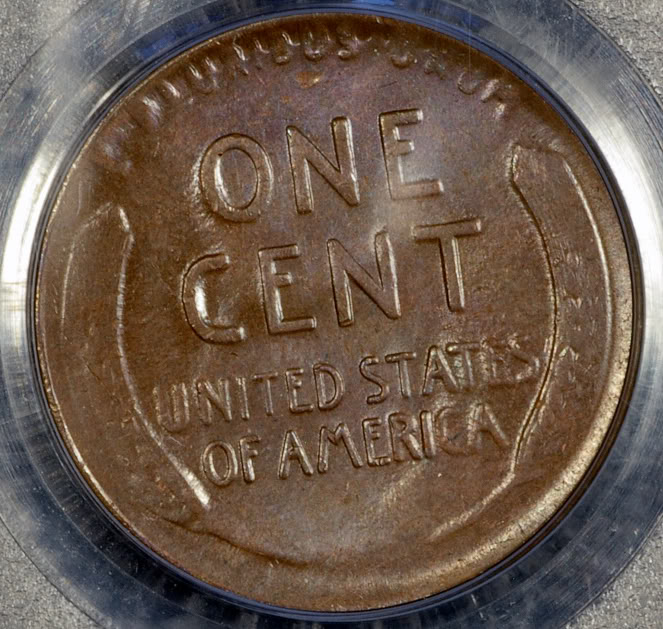 ONE
CENT
UNITED STATES
OF AMERICA